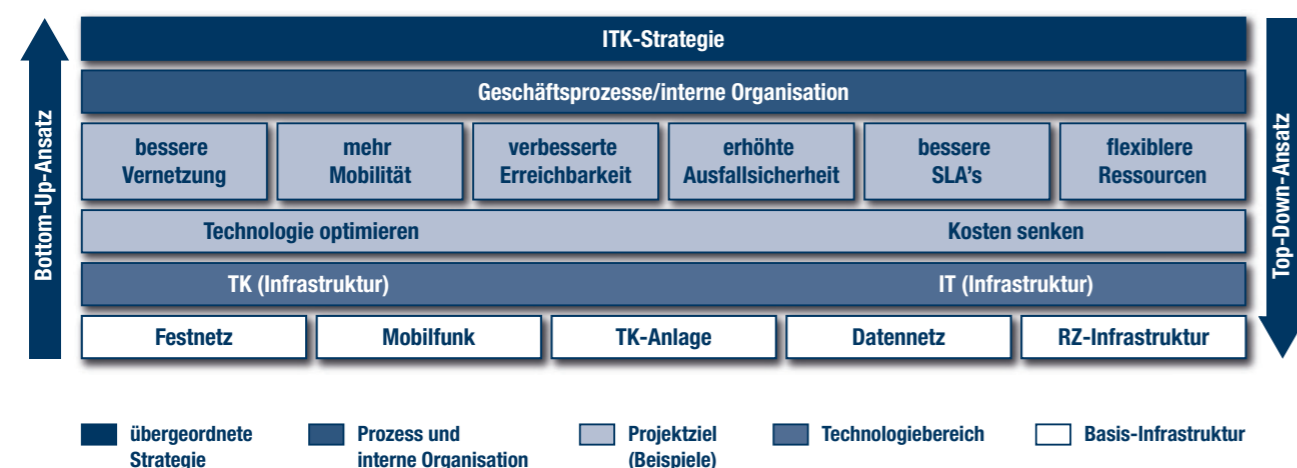 ITK-Strategie
Geschäftsprozesse/interne Organisation
bessere
Vernetzung
mehr
Mobilität
verbesserte
Erreichbarkeit
erhöhte
Ausfallsicherheit
bessere
SLA's
flexiblere
Ressourcen
Technologie optimieren
Kosten senken
TK (Infrastruktur)
IT (Infrastruktur)
Festnetz
Mobilfunk
TK-Anlage
Datennetz
RZ-Infrastruktur
Bottom-Up-Ansatz
Top-Down-Ansatz
übergeordnete
Strategie
Prozess und
interne Organisation
Projektziel
(Beispiele)
Technologiebereich
Basis-Infrastruktur